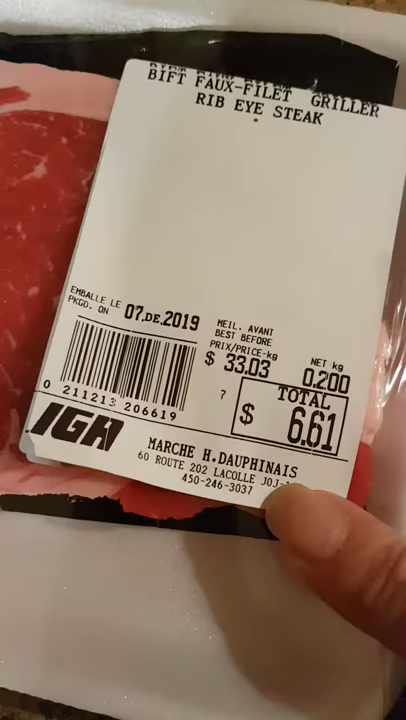 BIFT FAUX-FILET GRILLER
RIB EYE STEAK
EMBALLE LE
PKGD. ON
07.DE.2019
MEIL. AVANT
BEST BEFORE
PRIX/PRICE-kg
$ 33.03
NET kg
0.200
7
TOTAL
$ 6.61
0 211213 206619
IGA
MARCHE H.DAUPHINAIS
60 ROUTE 202 LACOLLE J0J
450-246-3037